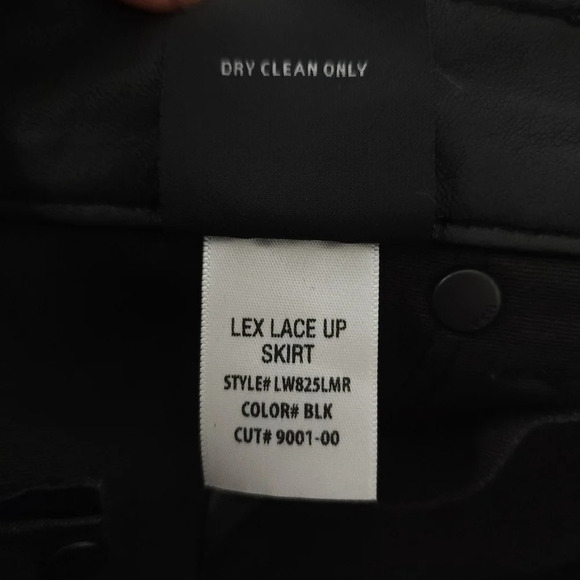 DRY CLEAN ONLY
LEX LACE UP
SKIRT
STYLE# LW825LMR
COLOR# BLK
CUT# 9001-00